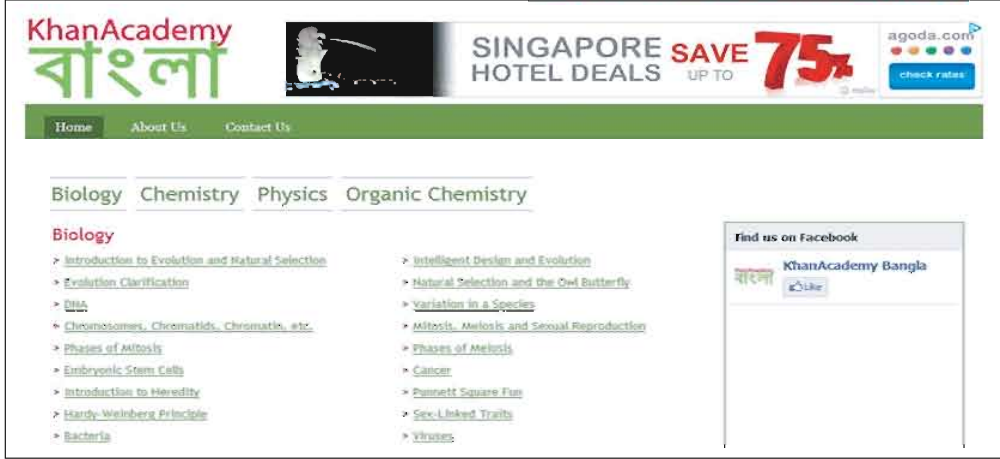 KhanAcademy
বাংলা
SINGAPORE
HOTEL DEALS
SAVE
UP TO
75%
agoda.com
check rates
Home About Us Contact Us
Biology Chemistry Physics Organic Chemistry
Biology
> Introduction to Evolution and Natural Selection
> Evolution Clarification
> DNA
> Chromosomes, Chromatids, Chromatin, etc.
> Phases of Mitosis
> Embryonic Stem Cells
> Introduction to Heredity
> Hardy-Weinberg Principle
> Bacteria
> Intelligent Design and Evolution
> Natural Selection and the Owl Butterfly
> Variation in a Species
> Mitosis, Meiosis and Sexual Reproduction
> Phases of Meiosis
> Cancer
> Punnett Square Fun
> Sex-Linked Traits
> Viruses
Find us on Facebook
KhanAcademy
বাংলা
KhanAcademy Bangla
Like